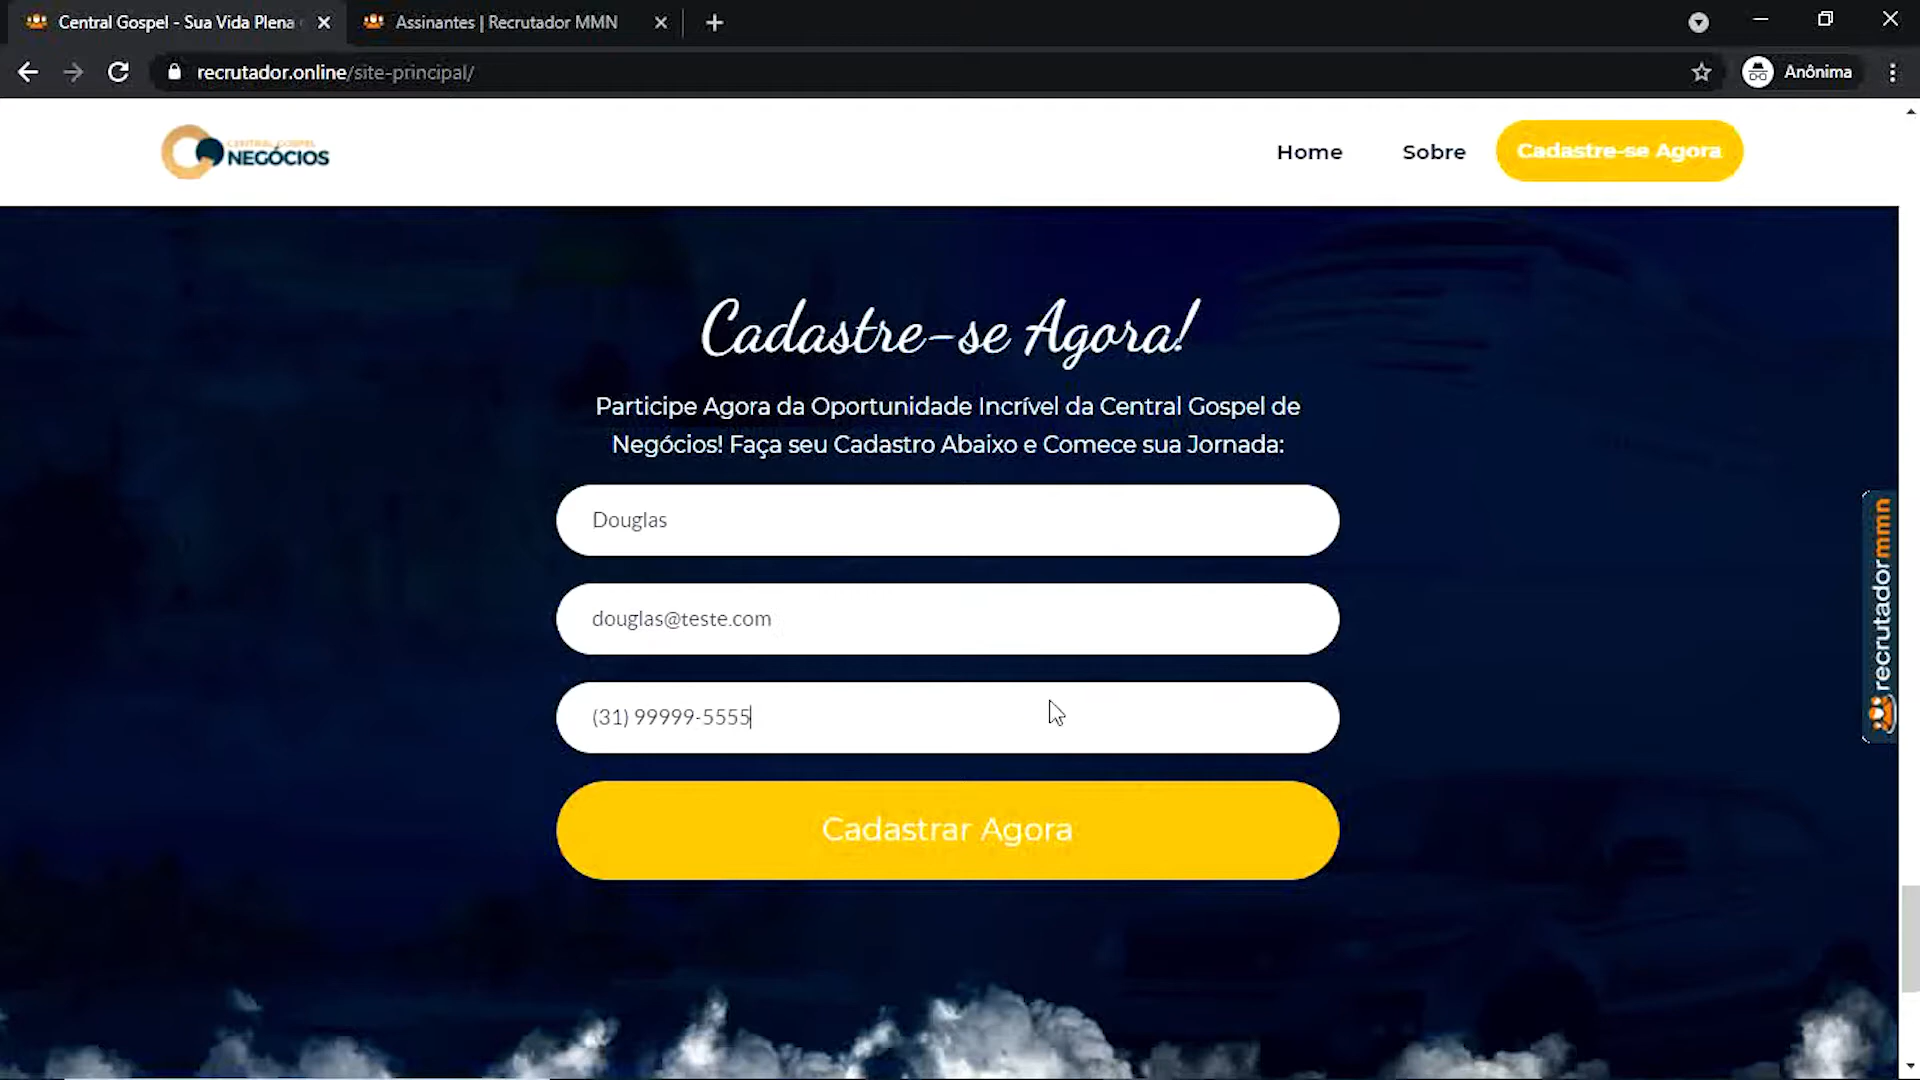 Central Gospel - Sua Vida Plena
Assinantes | Recrutador MMN
recrutador.online/site-principal/
Anônima
CENTRAL GOSPEL
NEGÓCIOS
Home
Sobre
Cadastre-se Agora
Cadastre-se Agora!
Participe Agora da Oportunidade Incrível da Central Gospel de
Negócios! Faça seu Cadastro Abaixo e Comece sua Jornada:
Douglas
douglas@teste.com
(31) 99999-5555
Cadastrar Agora
recrutadormmn